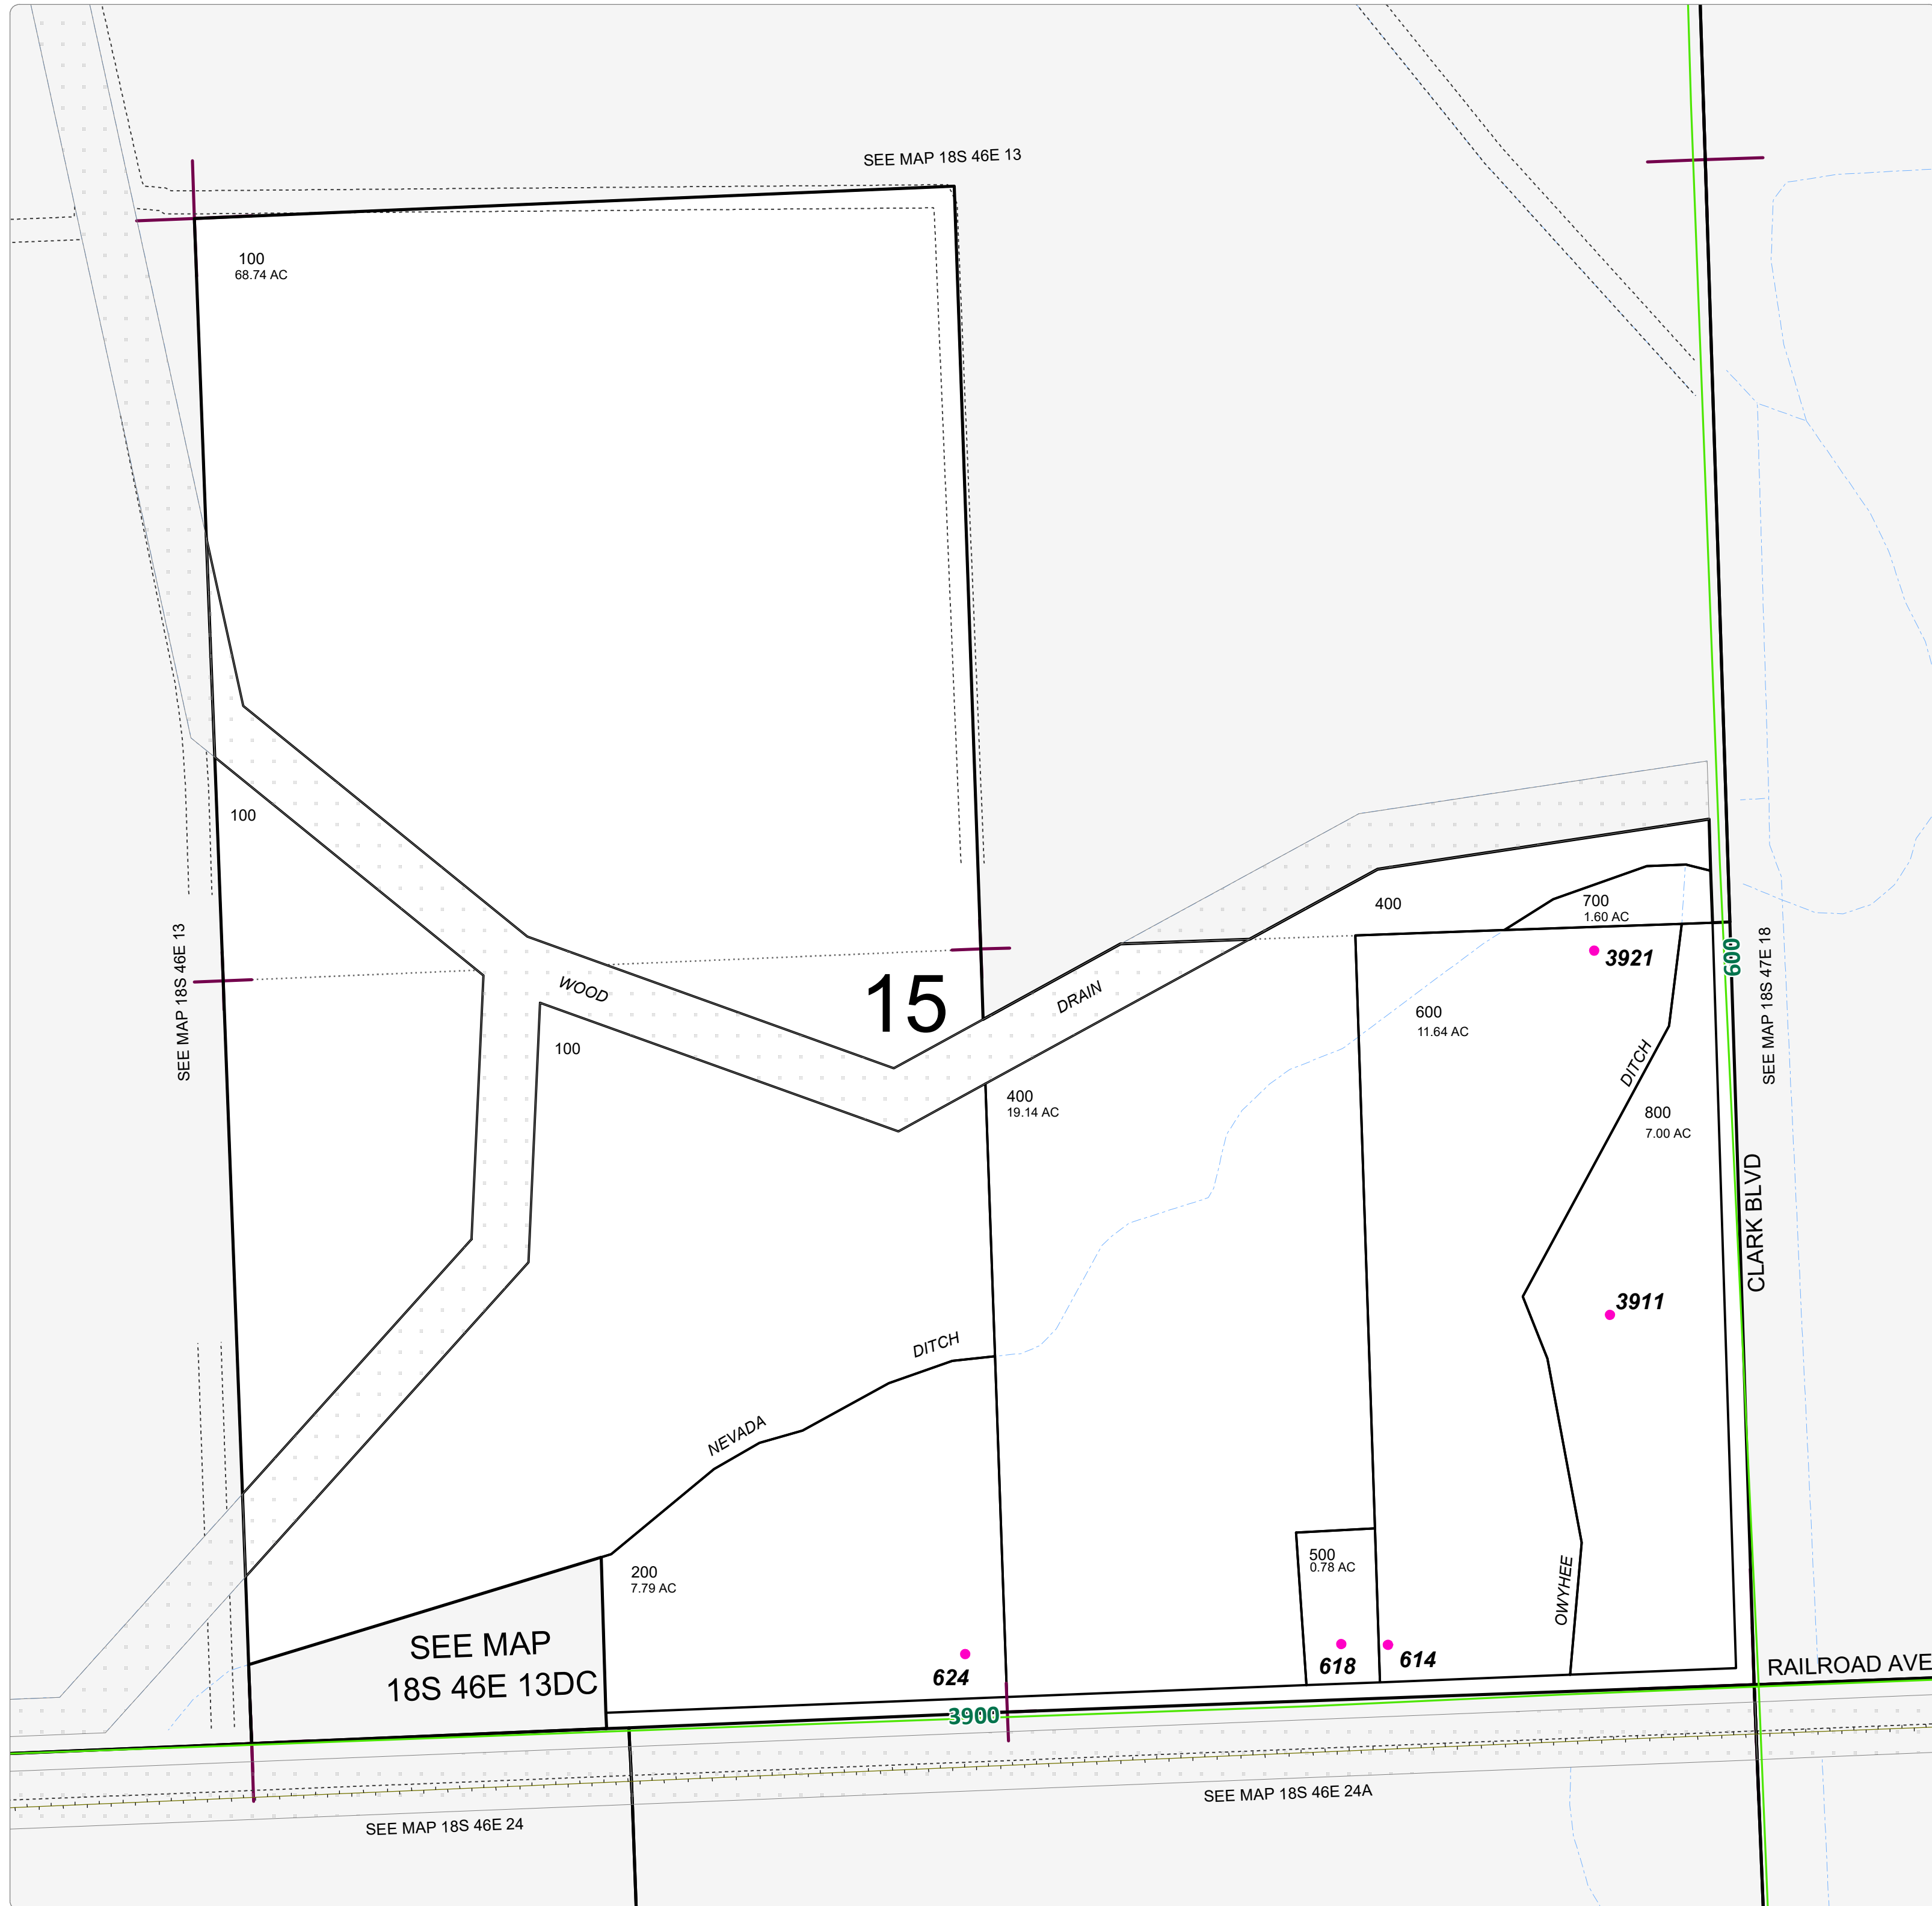 SEE MAP 18S 46E 13
100
68.74 AC
100
400
700
1.60 AC
3921
SEE MAP 18S 46E 13
SEE MAP 18S 47E 18
600
WOOD
15
DRAIN
600
11.64 AC
100
DITCH
400
19.14 AC
800
7.00 AC
CLARK BLVD
3911
DITCH
NEVADA
500
0.78 AC
200
7.79 AC
OWYHEE
SEE MAP
18S 46E 13DC
624
618
614
RAILROAD AVE
3900
SEE MAP 18S 46E 24A
SEE MAP 18S 46E 24